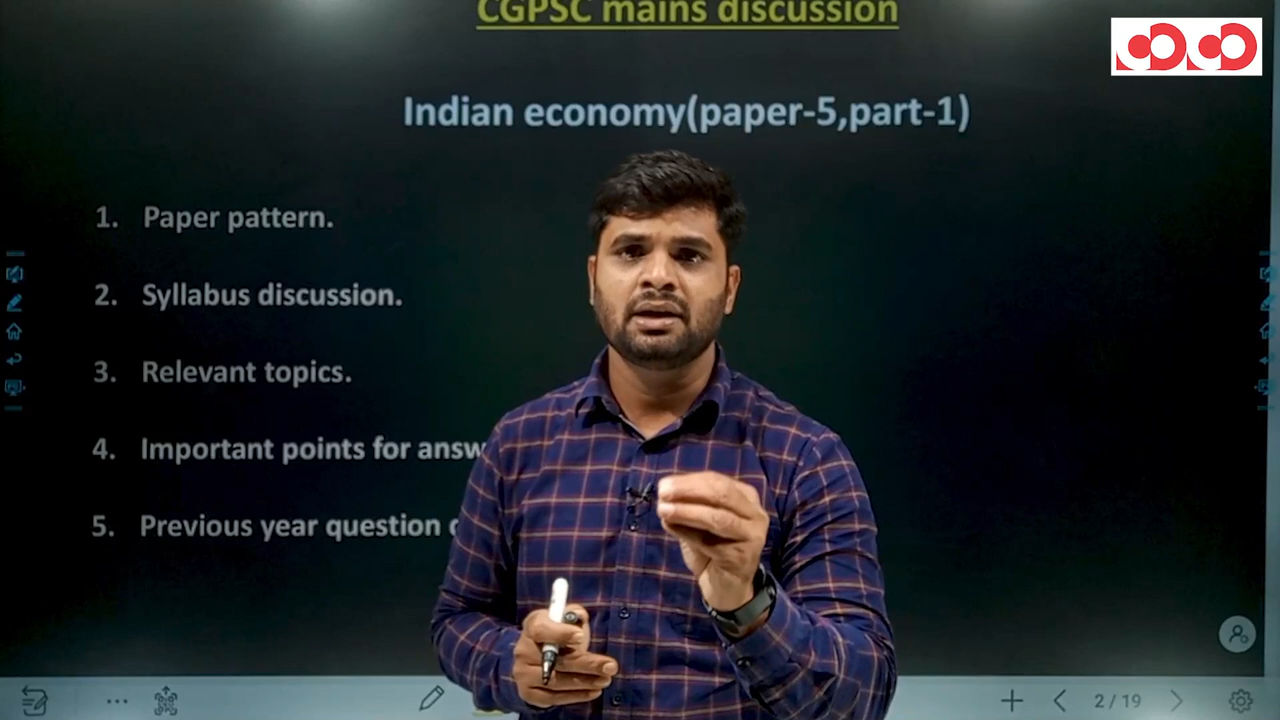 CGPSC mains discussion
Indian economy(paper-5,part-1)
1. Paper pattern.
2. Syllabus discussion.
3. Relevant topics.
4. Important points for answ
5. Previous year question
2 / 19